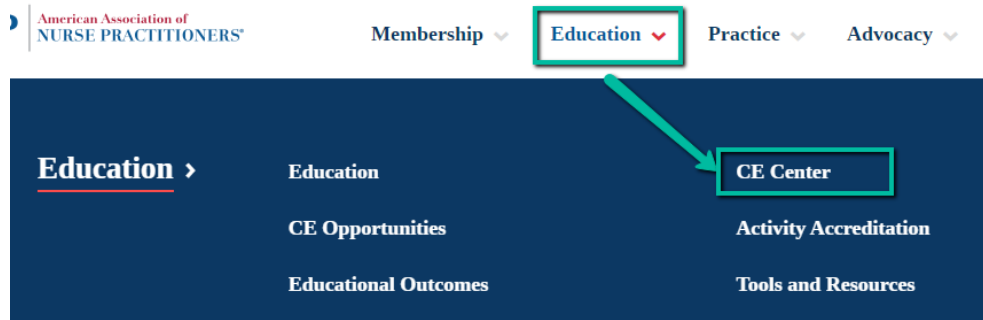 American Association of
NURSE PRACTITIONERS®
Membership Education Practice Advocacy
Education > Education CE Center
CE Opportunities Activity Accreditation
Educational Outcomes Tools and Resources